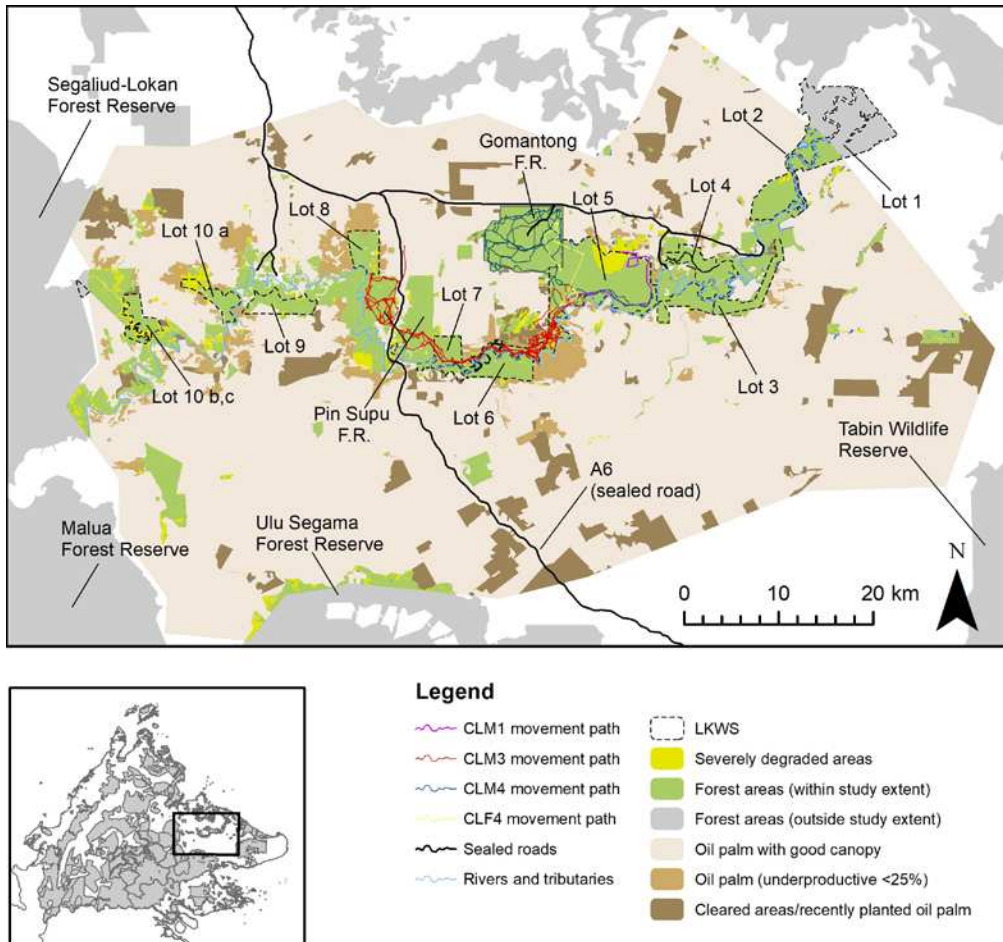 Segaliud-Lokan
Forest Reserve
Gomantong
F.R.
Lot 2
Lot 1
Lot 10 a
Lot 8
Lot 5
Lot 4
Lot 7
Lot 9
Lot 10 b,c
Lot 3
Lot 6
Pin Supu
F.R.
Tabin Wildlife
Reserve
A6
(sealed road)
Malua
Forest Reserve
Ulu Segama
Forest Reserve
N
0 10 20 km
Legend
CLM1 movement path
CLM3 movement path
CLM4 movement path
CLF4 movement path
Sealed roads
Rivers and tributaries
LKWS
Severely degraded areas
Forest areas (within study extent)
Forest areas (outside study extent)
Oil palm with good canopy
Oil palm (underproductive <25%)
Cleared areas/recently planted oil palm